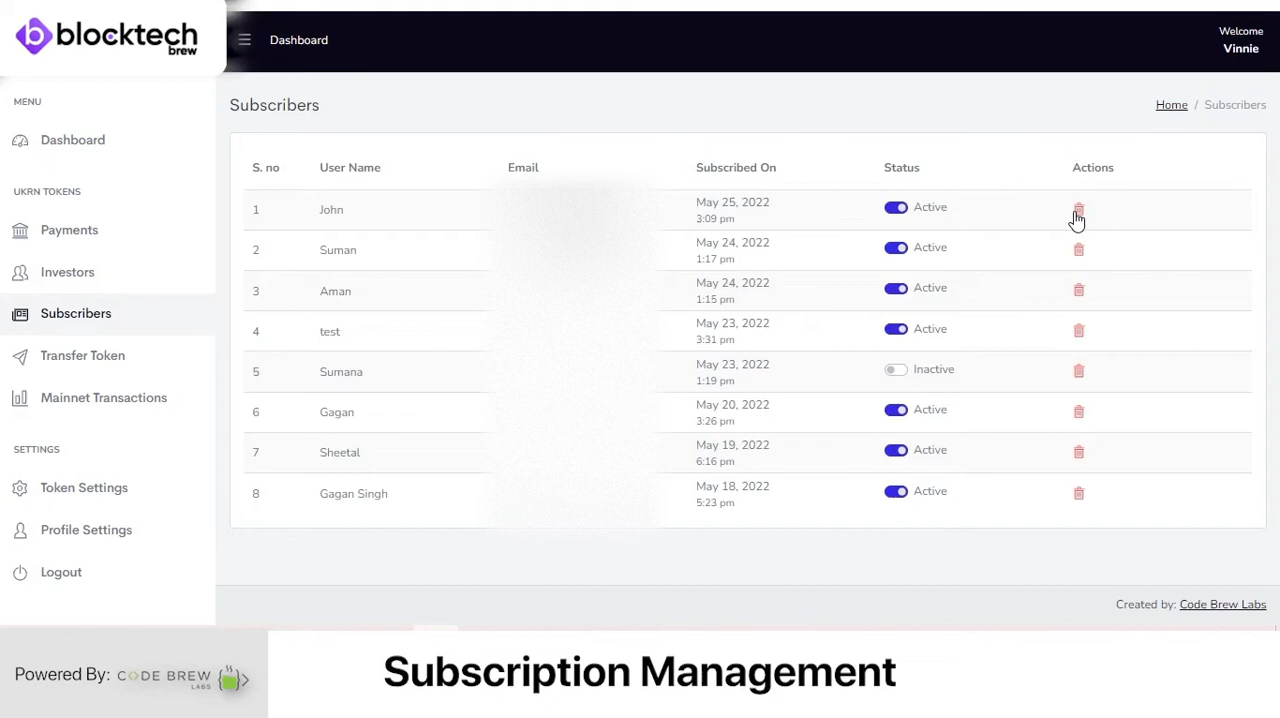 blocktech
brew
Dashboard
Welcome
Vinnie
MENU
Dashboard
UKRN TOKENS
Payments
Investors
Subscribers
Transfer Token
Mainnet Transactions
SETTINGS
Token Settings
Profile Settings
Logout
Subscribers
Home / Subscribers
S. no User Name Email Subscribed On Status Actions
1 John May 25, 2022 Active
3:09 pm
2 Suman May 24, 2022 Active
1:17 pm
3 Aman May 24, 2022 Active
1:15 pm
4 test May 23, 2022 Active
3:31 pm
5 Sumana May 23, 2022 Inactive
1:19 pm
6 Gagan May 20, 2022 Active
3:26 pm
7 Sheetal May 19, 2022 Active
6:16 pm
8 Gagan Singh May 18, 2022 Active
5:23 pm
Created by: Code Brew Labs
Powered By: CODE BREW
LABS
Subscription Management